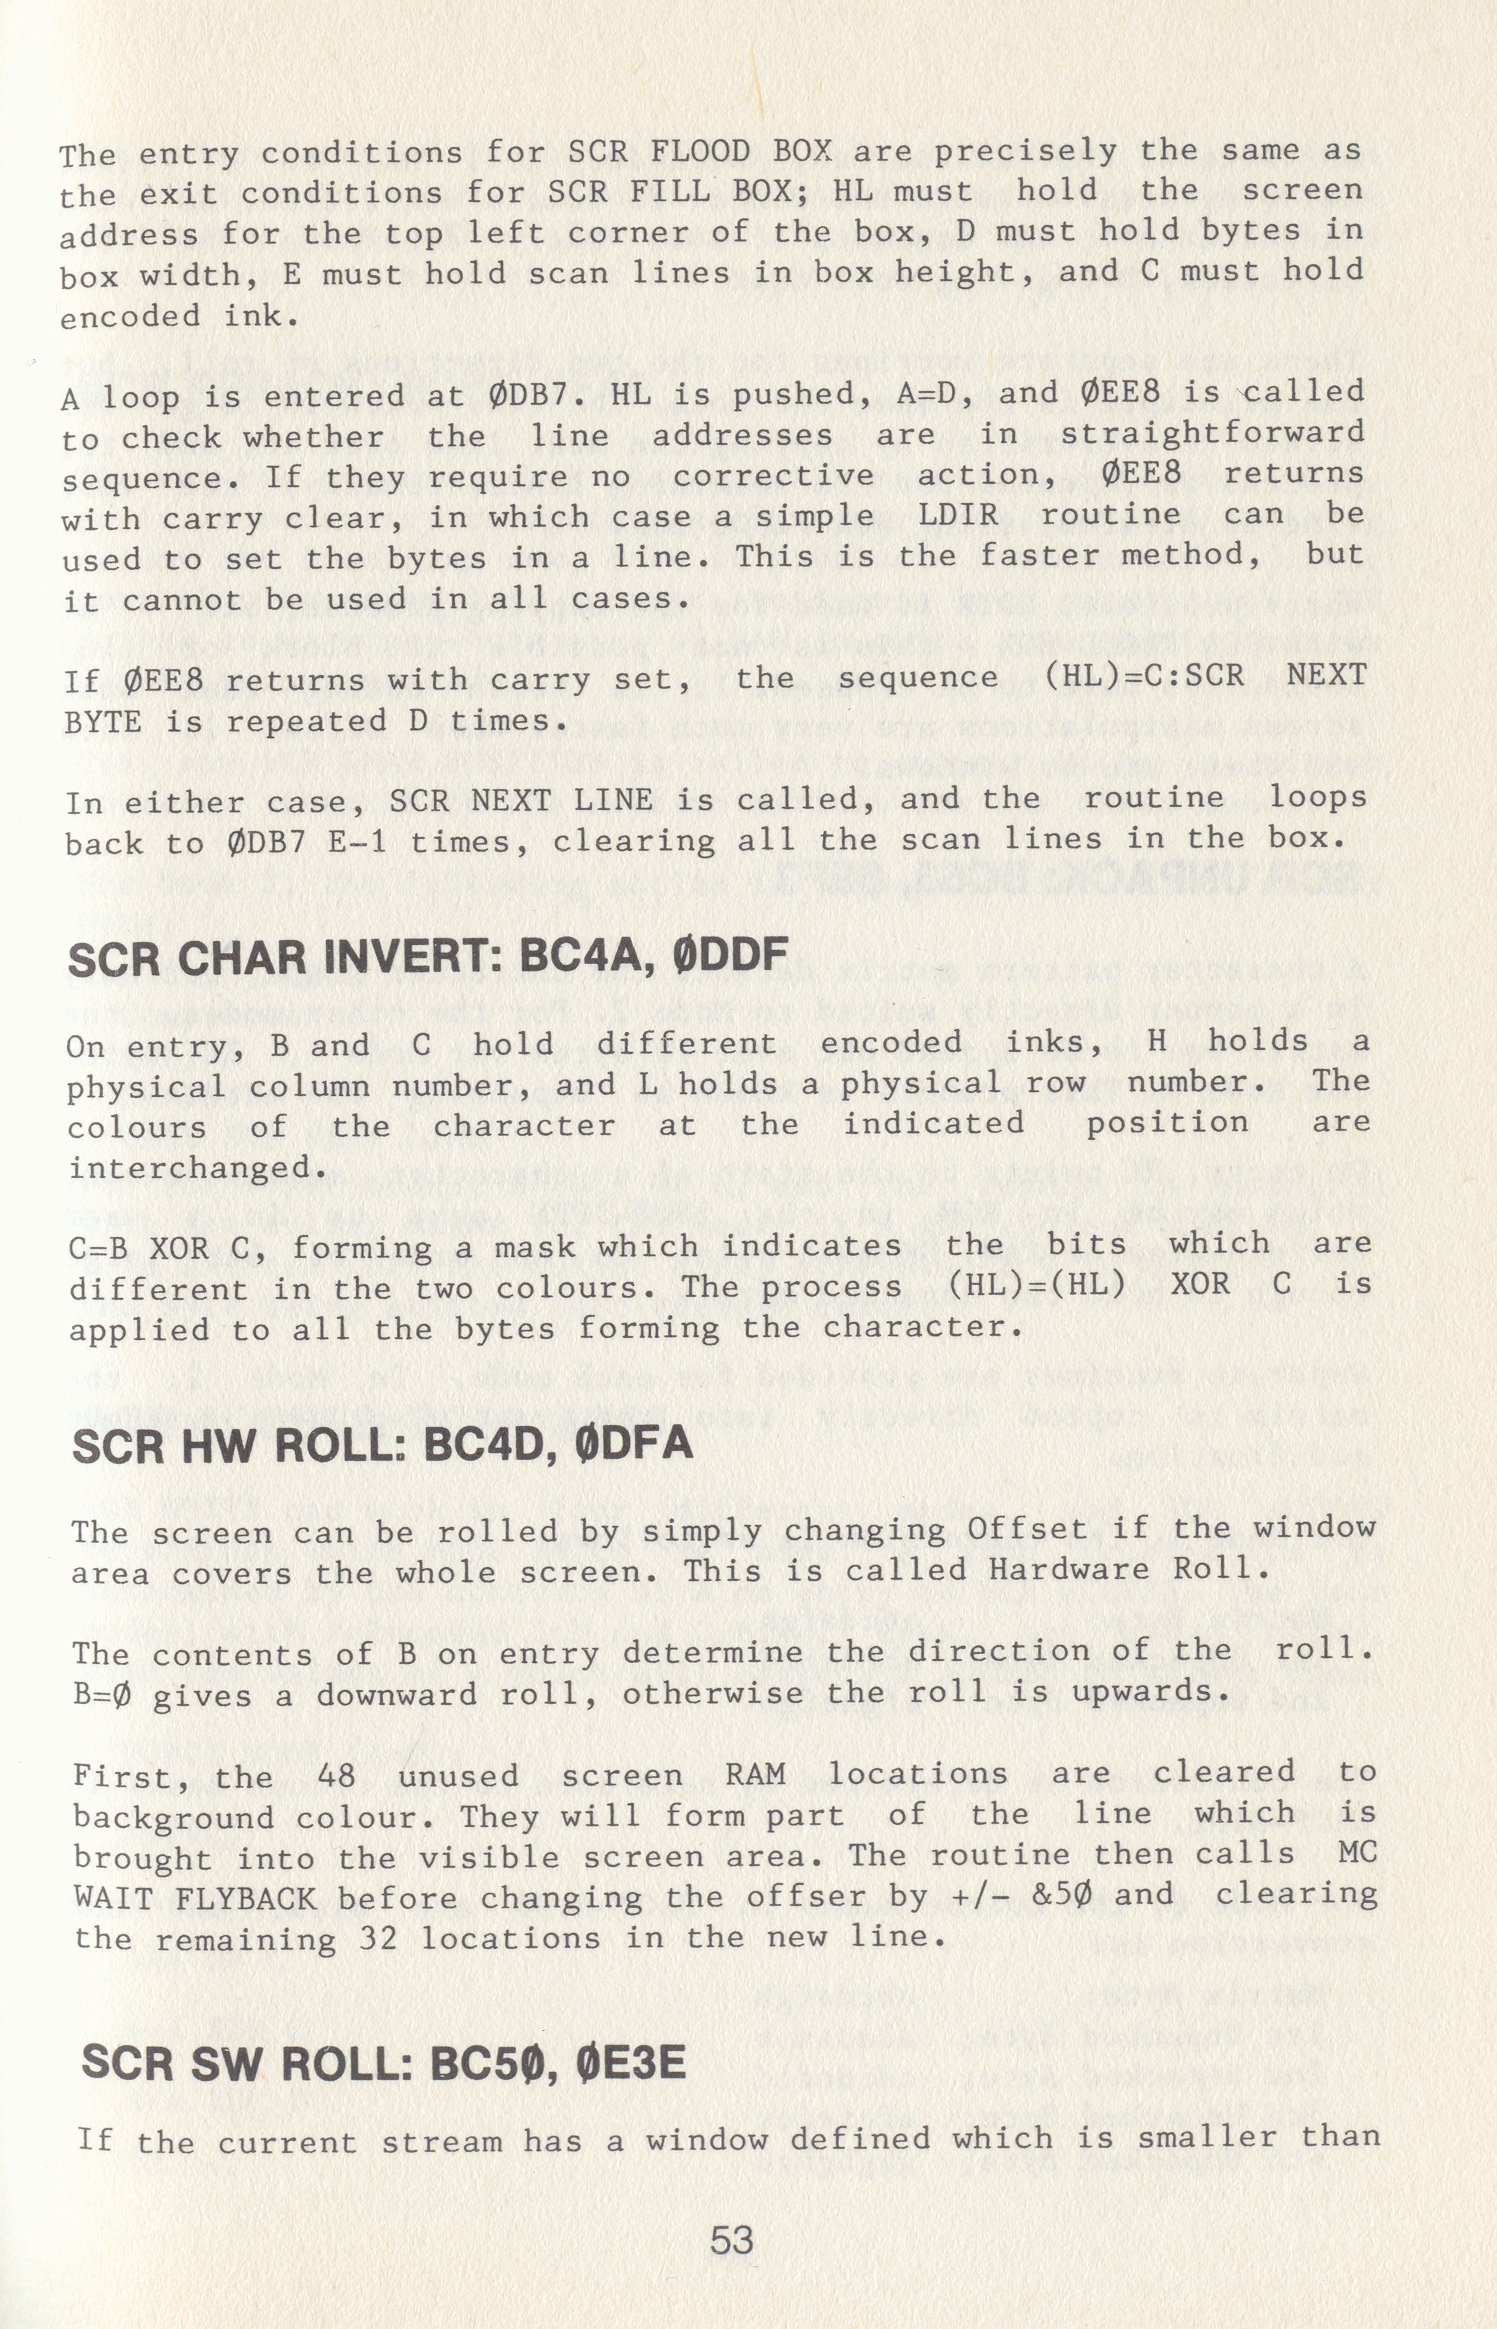 The entry conditions for SCR FLOOD BOX are precisely the same as
the exit conditions for SCR FILL BOX; HL must hold the screen
address for the top left corner of the box, D must hold bytes in
box width, E must hold scan lines in box height, and C must hold
encoded ink.
A loop is entered at ØDB7. HL is pushed, A=D, and ØEE8 is called
to check whether the line addresses are in straightforward
sequence. If they require no corrective action, ØEE8 returns
with carry clear, in which case a simple LDIR routine can be
used to set the bytes in a line. This is the faster method, but
it cannot be used in all cases.
If ØEE8 returns with carry set, the sequence (HL)=C:SCR NEXT
BYTE is repeated D times.
In either case, SCR NEXT LINE is called, and the routine loops
back to ØDB7 E-1 times, clearing all the scan lines in the box.
SCR CHAR INVERT: BC4A, ØDDF
On entry, B and C hold different encoded inks, H holds a
physical column number, and L holds a physical row number. The
colours of the character at the indicated position are
interchanged.
C=B XOR C, forming a mask which indicates the bits which are
different in the two colours. The process (HL)=(HL) XOR C is
applied to all the bytes forming the character.
SCR HW ROLL: BC4D, ØDFA
The screen can be rolled by simply changing Offset if the window
area covers the whole screen. This is called Hardware Roll.
The contents of B on entry determine the direction of the roll.
B=Ø gives a downward roll, otherwise the roll is upwards.
First, the 48 unused screen RAM locations are cleared to
background colour. They will form part of the line which is
brought into the visible screen area. The routine then calls MC
WAIT FLYBACK before changing the offser by +/- &5Ø and clearing
the remaining 32 locations in the new line.
SCR SW ROLL: BC5Ø, ØE3E
If the current stream has a window defined which is smaller than
53